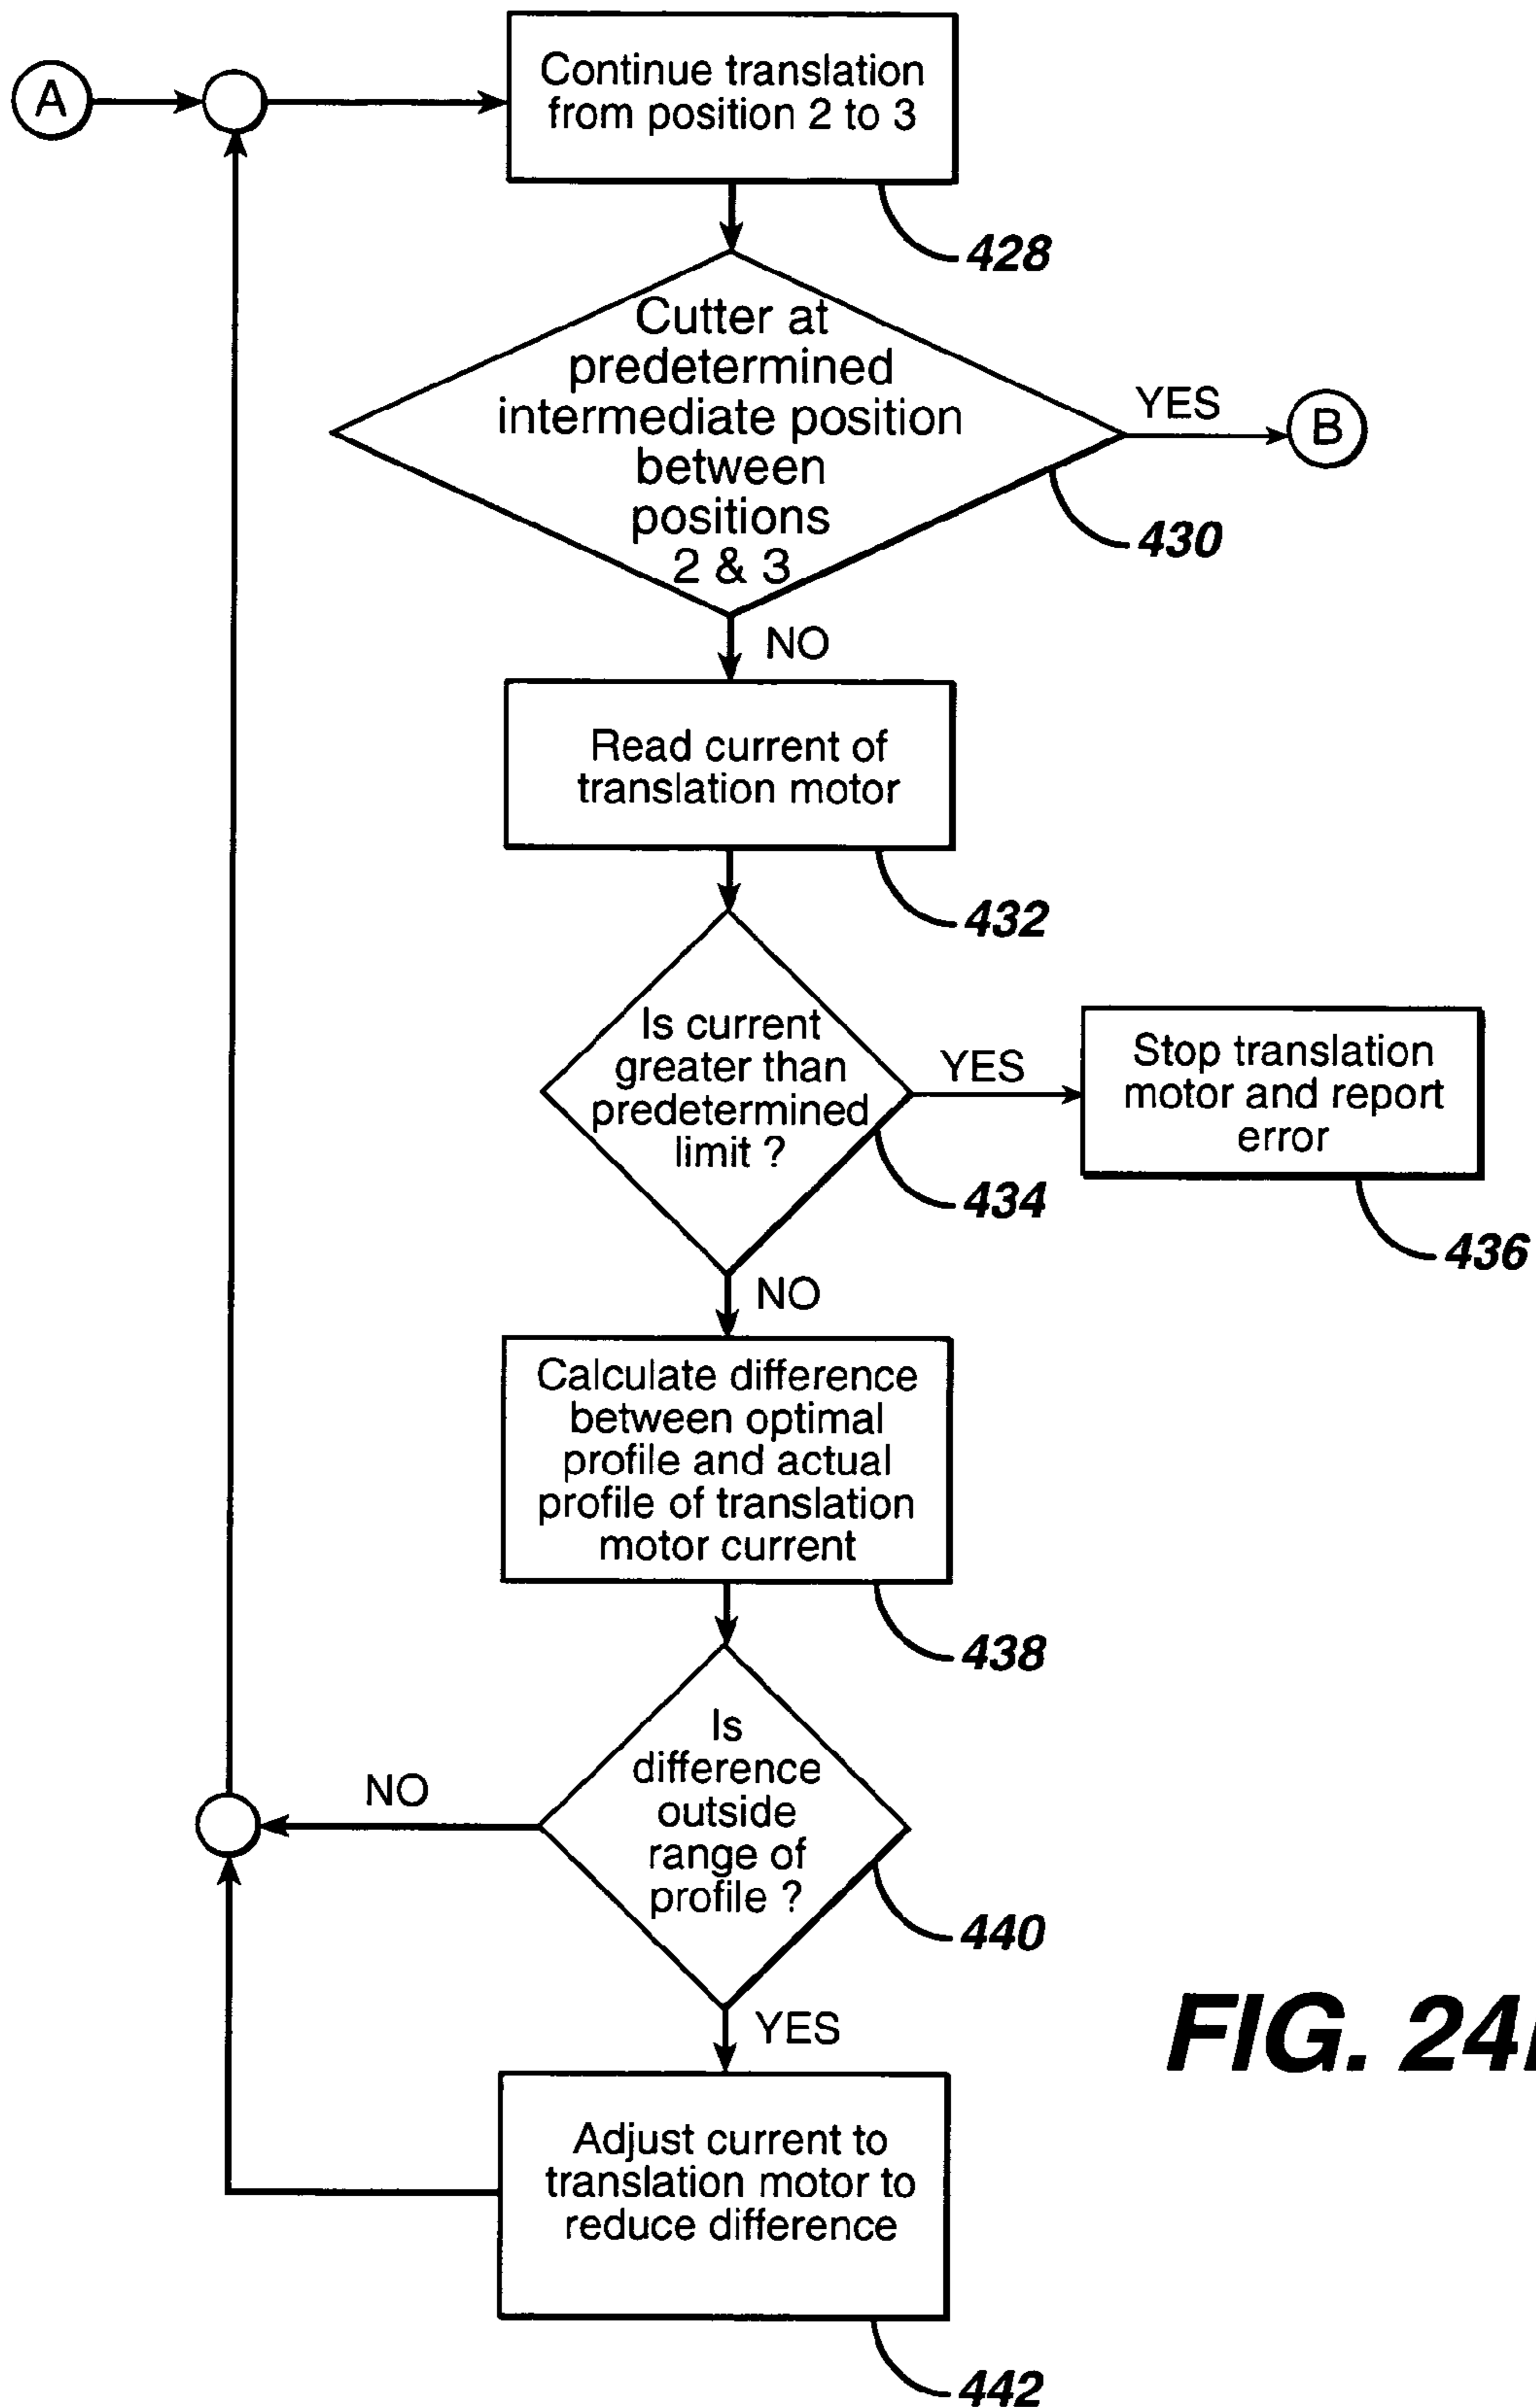 A
Continue translation
from position 2 to 3
428
Cutter at
predetermined
intermediate position
between
positions
2 & 3
YES
B
430
NO
Read current of
translation motor
432
Is current
greater than
predetermined
limit ?
YES
Stop translation
motor and report
error
434
436
NO
Calculate difference
between optimal
profile and actual
profile of translation
motor current
438
Is
difference
outside
range of
profile ?
NO
440
YES
FIG. 24
Adjust current to
translation motor to
reduce difference
442